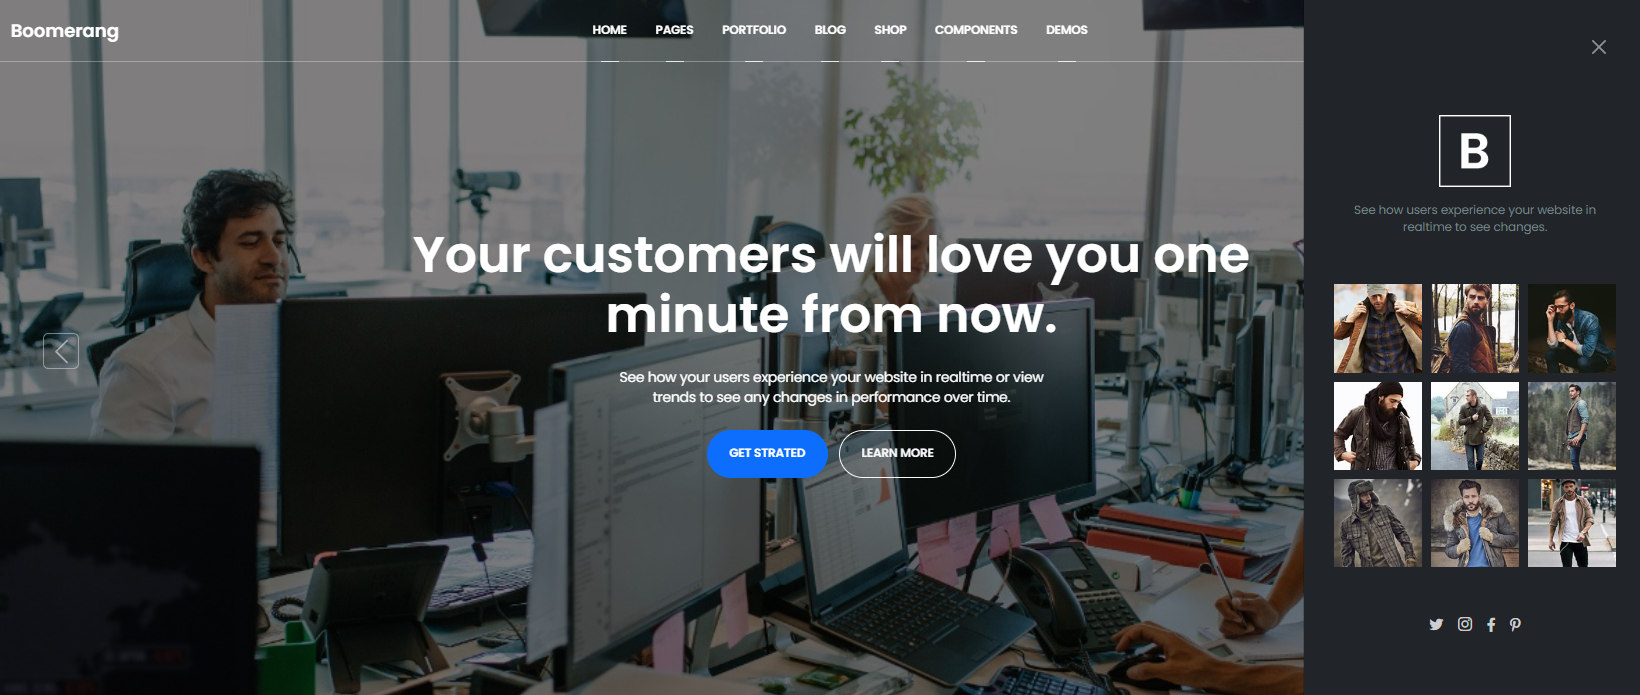 Boomerang
HOME PAGES PORTFOLIO BLOG SHOP COMPONENTS DEMOS
Your customers will love you one
minute from now.
See how your users experience your website in realtime or view
trends to see any changes in performance over time.
GET STRATED LEARN MORE
B
See how users experience your website in
realtime to see changes.